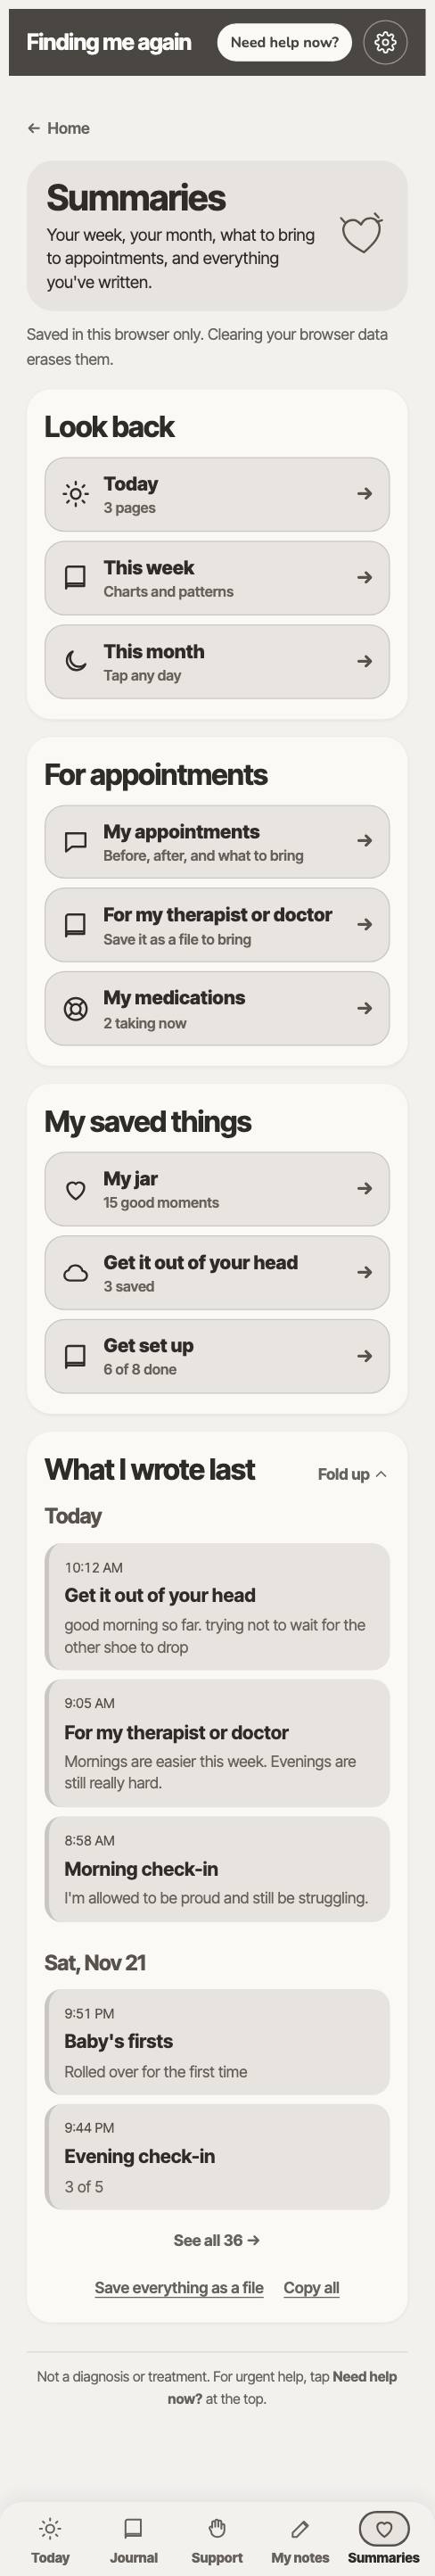 Finding me again
Need help now?
← Home
Summaries
Your week, your month, what to bring
to appointments, and everything
you've written.
Saved in this browser only. Clearing your browser data
erases them.
Look back
Today
3 pages
This week
Charts and patterns
This month
Tap any day
For appointments
My appointments
Before, after, and what to bring
For my therapist or doctor
Save it as a file to bring
My medications
2 taking now
My saved things
My jar
15 good moments
Get it out of your head
3 saved
Get set up
6 of 8 done
What I wrote last
Fold up
Today
10:12 AM
Get it out of your head
good morning so far. trying not to wait for the
other shoe to drop
9:05 AM
For my therapist or doctor
Mornings are easier this week. Evenings are
still really hard.
8:58 AM
Morning check-in
I'm allowed to be proud and still be struggling.
Sat, Nov 21
9:51 PM
Baby's firsts
Rolled over for the first time
9:44 PM
Evening check-in
3 of 5
See all 36 →
Save everything as a file Copy all
Not a diagnosis or treatment. For urgent help, tap Need help
now? at the top.
Today Journal Support My notes Summaries